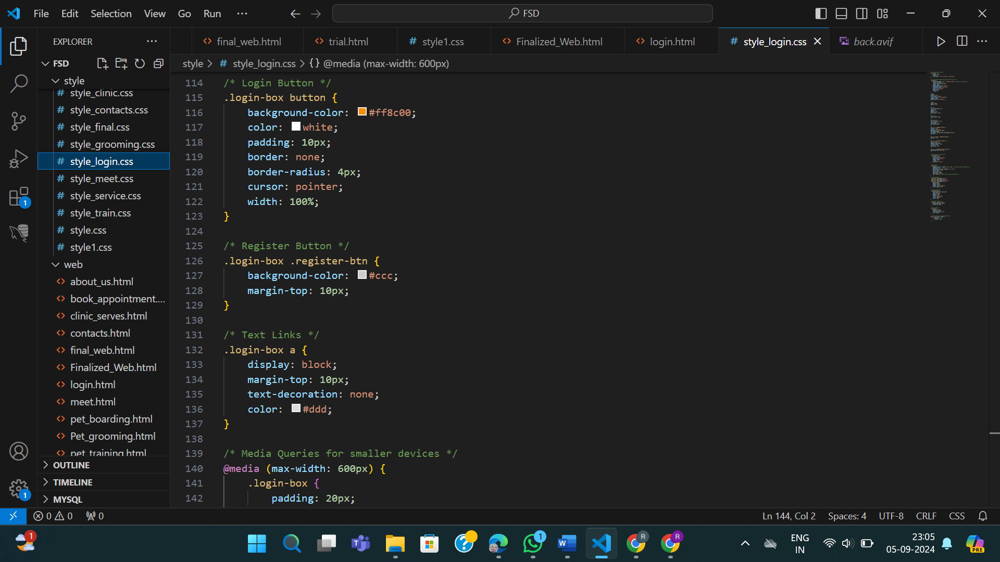 File Edit Selection View Go Run ··· FSD
EXPLORER ···
final_web.html trial.html # style1.css Finalized_Web.html login.html # style_login.css back.avif
FSD
style > # style_login.css > {} @media (max-width: 600px)
style
# style_clinic.css
# style_contacts.css
# style_final.css
# style_grooming.css
# style_login.css
# style_meet.css
# style_service.css
# style_train.css
# style.css
# style1.css
web
<> about_us.html
<> book_appointment....
<> clinic_serves.html
<> contacts.html
<> final_web.html
<> Finalized_Web.html
<> login.html
<> meet.html
<> pet_boarding.html
<> Pet_grooming.html
<> pet_training.html
OUTLINE
TIMELINE
MYSQL
1
1
114 /* Login Button */
115 .login-box button {
116 background-color: #ff8c00;
117 color: white;
118 padding: 10px;
119 border: none;
120 border-radius: 4px;
121 cursor: pointer;
122 width: 100%;
123 }
124
125 /* Register Button */
126 .login-box .register-btn {
127 background-color: #ccc;
128 margin-top: 10px;
129 }
130
131 /* Text Links */
132 .login-box a {
133 display: block;
134 margin-top: 10px;
135 text-decoration: none;
136 color: #ddd;
137 }
138
139 /* Media Queries for smaller devices */
140 @media (max-width: 600px) {
141 .login-box {
142 padding: 20px;
0 0 0 Ln 144, Col 2 Spaces: 4 UTF-8 CRLF CSS
1 T ? 1 W R R ENG 23:05
IN 05-09-2024 PRE